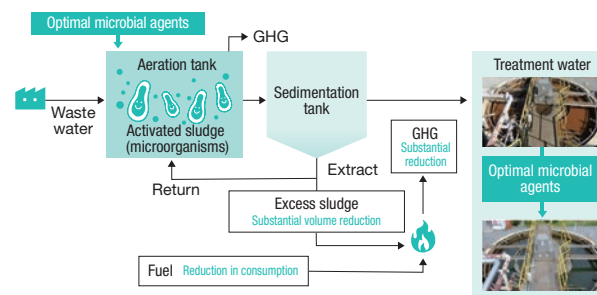 Optimal microbial agents
GHG
Aeration tank
Activated sludge
(microorganisms)
Waste
water
Sedimentation
tank
Return
Extract
Excess sludge
Substantial volume reduction
Fuel Reduction in consumption
GHG
Substantial
reduction
Treatment water
Optimal microbial
agents